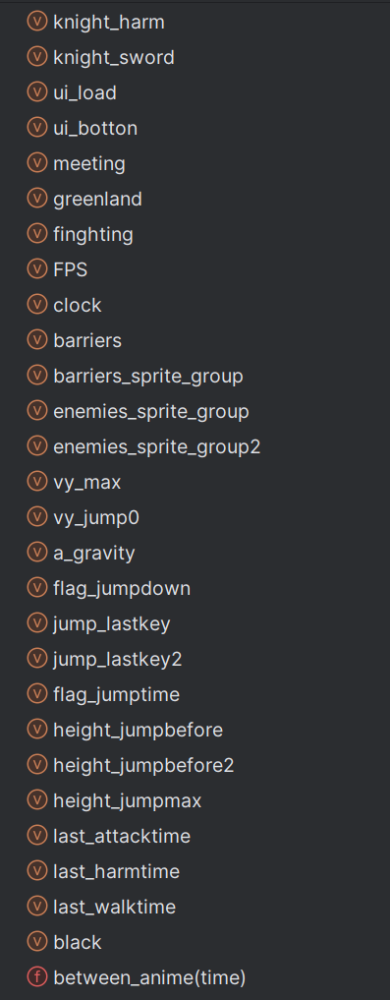 v knight_harm
v knight_sword
v ui_load
v ui_botton
v meeting
v greenland
v finghting
v FPS
v clock
v barriers
v barriers_sprite_group
v enemies_sprite_group
v enemies_sprite_group2
v vy_max
v vy_jump0
v a_gravity
v flag_jumpdown
v jump_lastkey
v jump_lastkey2
v flag_jumptime
v height_jumpbefore
v height_jumpbefore2
v height_jumpmax
v last_attacktime
v last_harmtime
v last_walktime
v black
f between_anime(time)